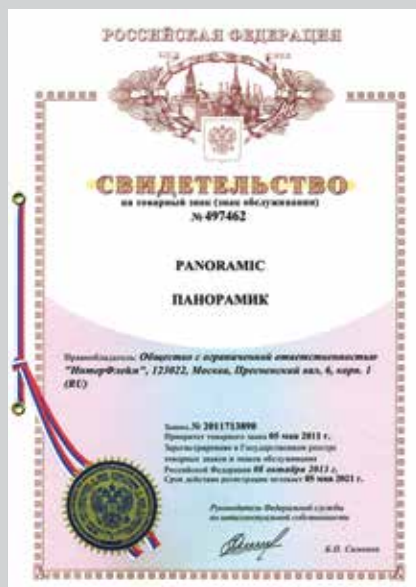 РОССИЙСКАЯ ФЕДЕРАЦИЯ
СВИДЕТЕЛЬСТВО
на товарный знак (знак обслуживания)
№ 497462
PANORAMIC
ПАНОРАМИК
Правообладатель: Общество с ограниченной ответственностью
"ИнтерФлейм", 123022, Москва, Пресненский вал, 6, корп. 1
(RU)
Заявка № 2011713890
Приоритет товарного знака 05 мая 2011 г.
Зарегистрировано в Государственном реестре
товарных знаков и знаков обслуживания
Российской Федерации 08 октября 2013 г.
Срок действия регистрации истекает 05 мая 2021 г.
Руководитель Федеральной службы
по интеллектуальной собственности
Б.П. Симонов